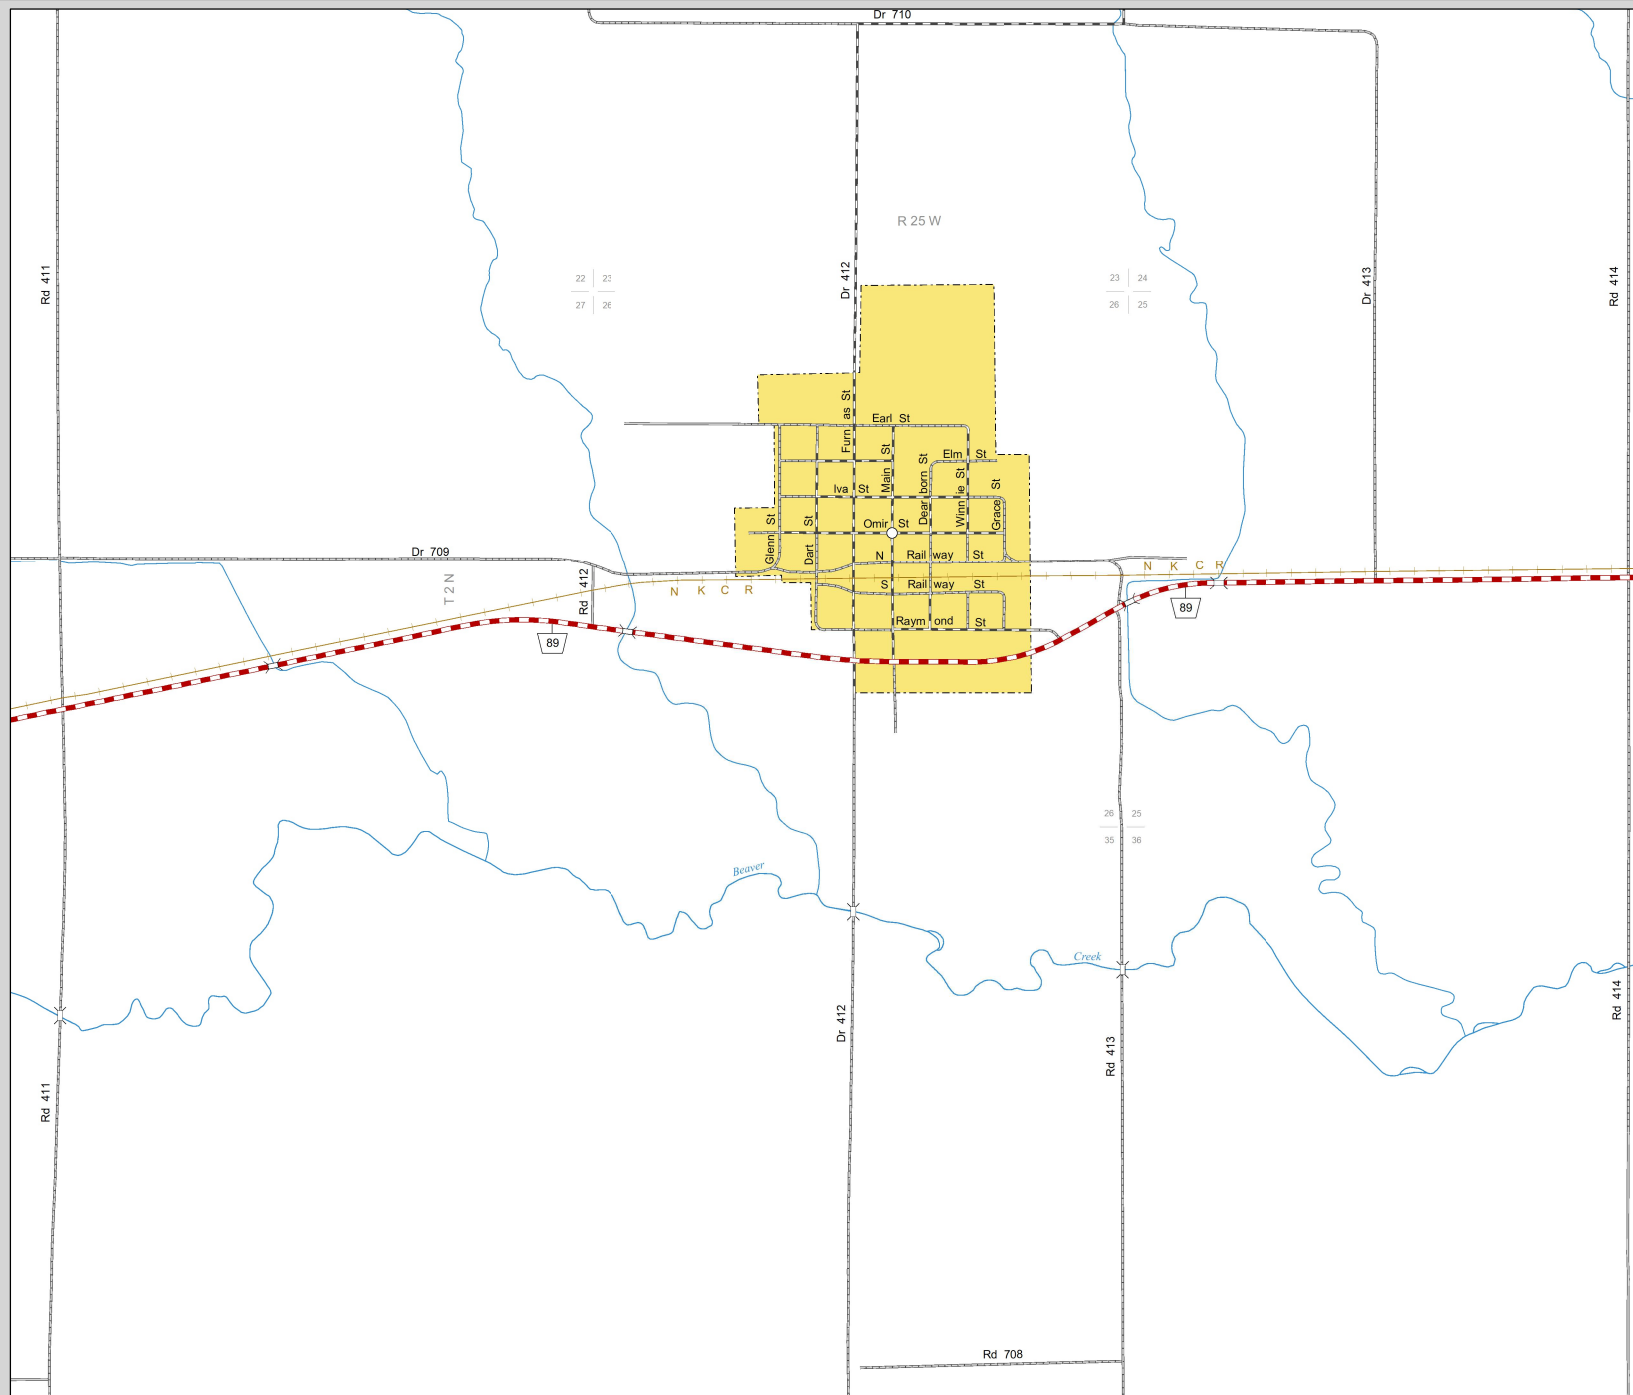 Dr 710
R 25 W
Rd 411
22 23
27 26
Dr 412
23 24
26 25
Dr 413
Rd 414
Furn as St
Earl St
Main St
Elm St
Dear born St
Winn ie St
Grace St
Iva St
Glenn St
Dart St
Omir St
Dr 709
N Rail way St
T 2 N
Rd 412
N K C R
N K C R
S Rail way St
89
89
Raym ond St
26 25
35 36
Beaver
Creek
Dr 412
Rd 413
Rd 414
Rd 411
Rd 708